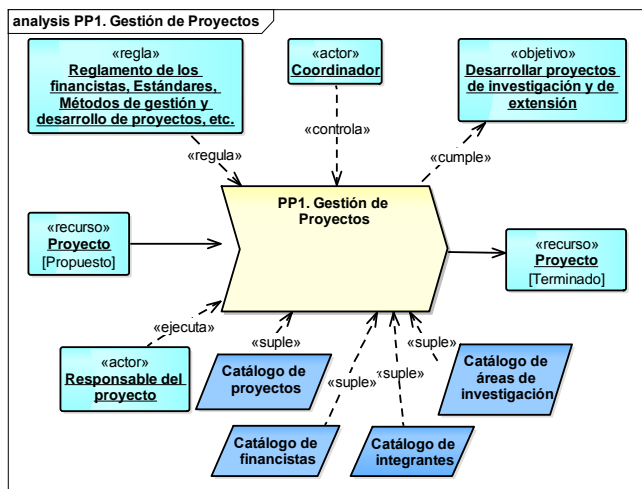 analysis PP1. Gestión de Proyectos
«regla»
Reglamento de los
financistas, Estándares,
Métodos de gestión y
desarrollo de proyectos, etc.
«actor»
Coordinador
«objetivo»
Desarrollar proyectos
de investigación y de
extensión
«regula»
«controla»
«cumple»
PP1. Gestión de
Proyectos
«recurso»
Proyecto
[Propuesto]
«recurso»
Proyecto
[Terminado]
«ejecuta»
«actor»
Responsable del
proyecto
«suple»
Catálogo de
proyectos
«suple»
Catálogo de
financistas
«suple»
Catálogo de
integrantes
«suple»
Catálogo de
áreas de
investigación